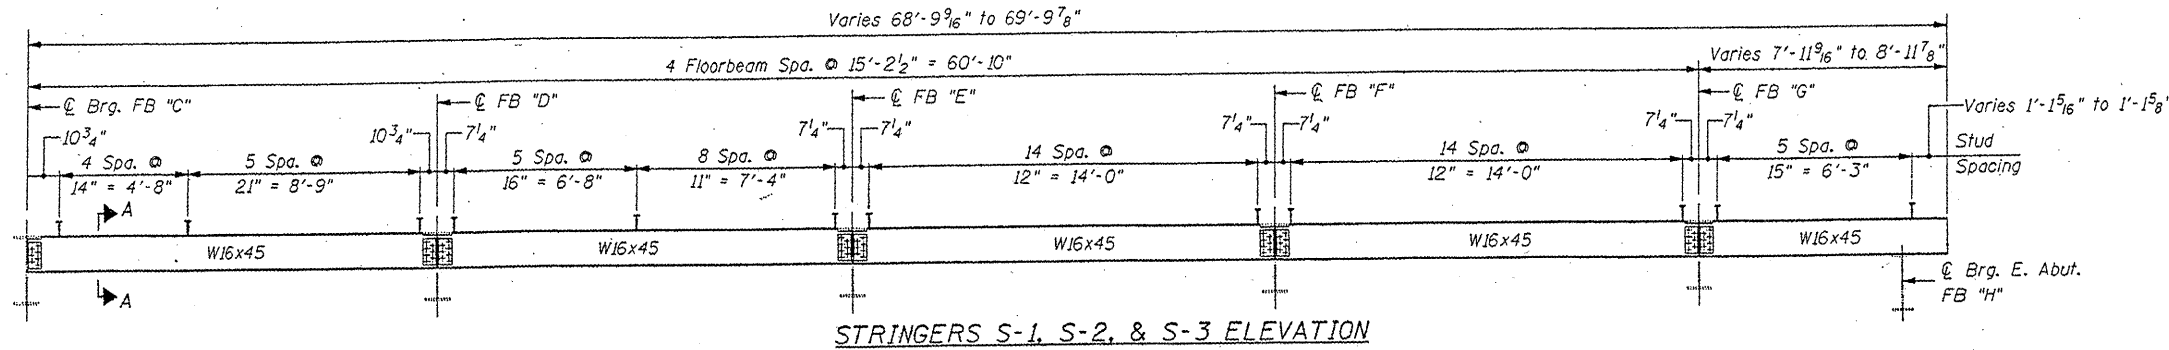 Varies 68'-9 9/16" to 69'-9 7/8"
4 Floorbeam Spa. @ 15'-2 1/2" = 60'-10"
Varies 7'-11 9/16" to 8'-11 7/8"
℄ Brg. FB "C"
℄ FB "D"
℄ FB "E"
℄ FB "F"
℄ FB "G"
Varies 1'-1 5/16" to 1'-1 5/8"
10 3/4"
10 3/4"
7 1/4"
7 1/4"
7 1/4"
7 1/4"
7 1/4"
7 1/4"
7 1/4"
4 Spa. @
14" = 4'-8"
5 Spa. @
21" = 8'-9"
5 Spa. @
16" = 6'-8"
8 Spa. @
11" = 7'-4"
14 Spa. @
12" = 14'-0"
14 Spa. @
12" = 14'-0"
5 Spa. @
15" = 6'-3"
Stud
Spacing
A
W16x45
W16x45
W16x45
W16x45
W16x45
A
℄ Brg. E. Abut.
FB "H"
STRINGERS S-1, S-2, & S-3 ELEVATION